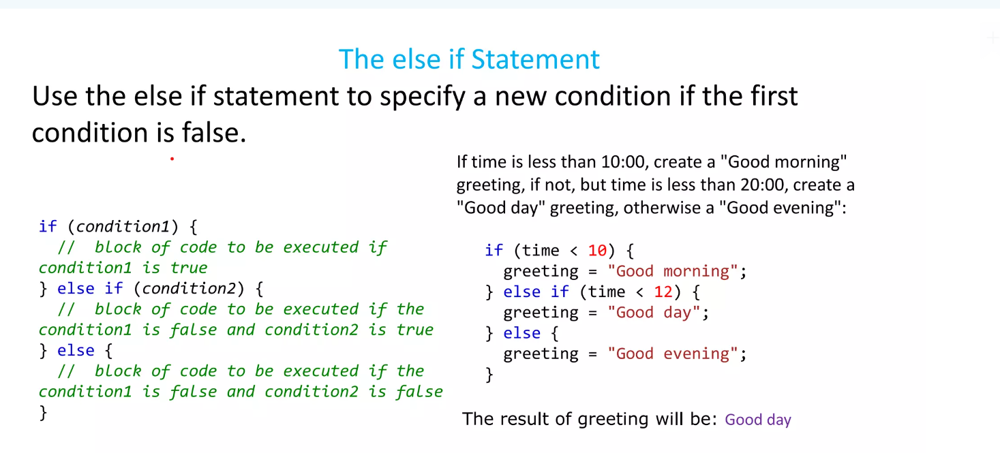 The else if Statement
Use the else if statement to specify a new condition if the first
condition is false.
If time is less than 10:00, create a "Good morning"
greeting, if not, but time is less than 20:00, create a
"Good day" greeting, otherwise a "Good evening":
if (condition1) {
  //  block of code to be executed if
condition1 is true
} else if (condition2) {
  //  block of code to be executed if the
condition1 is false and condition2 is true
} else {
  //  block of code to be executed if the
condition1 is false and condition2 is false
}
if (time < 10) {
  greeting = "Good morning";
} else if (time < 12) {
  greeting = "Good day";
} else {
  greeting = "Good evening";
}
The result of greeting will be: Good day